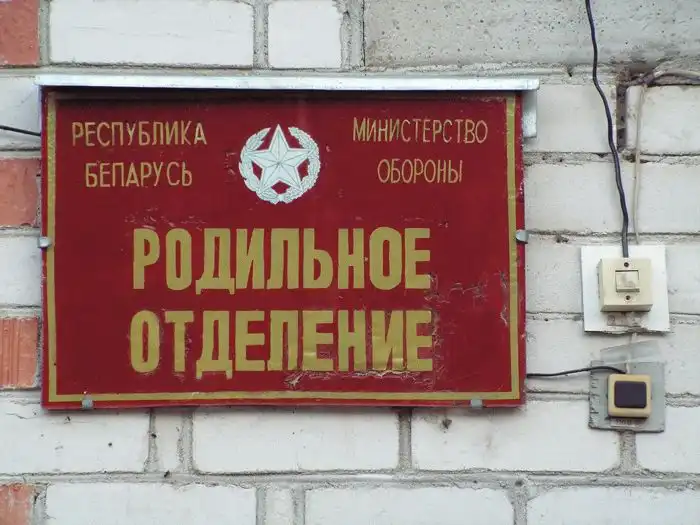 РЕСПУБЛИКА
БЕЛАРУСЬ
МИНИСТЕРСТВО
ОБОРОНЫ
РОДИЛЬНОЕ
ОТДЕЛЕНИЕ